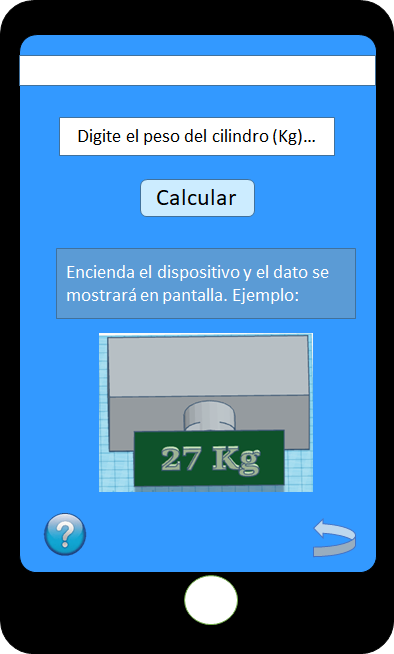 Digite el peso del cilindro (Kg)...
Calcular
Encienda el dispositivo y el dato se
mostrará en pantalla. Ejemplo:
27 Kg
?